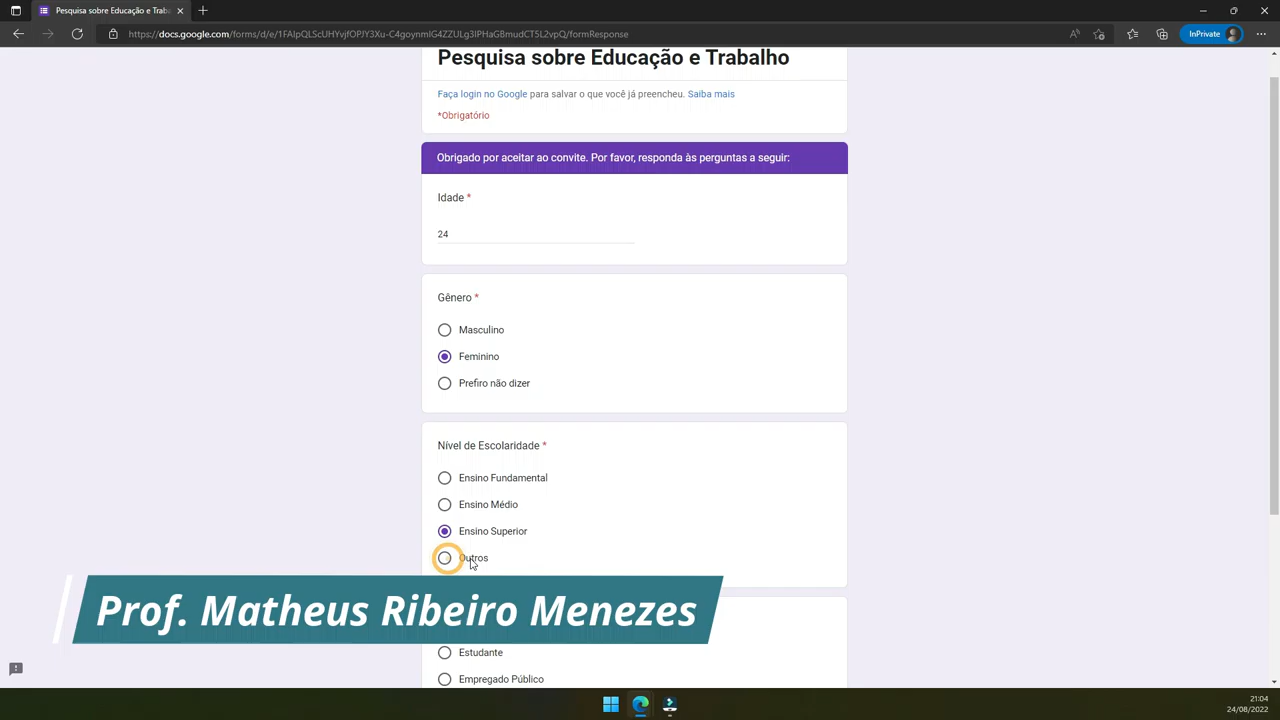 Pesquisa sobre Educação e Trabalho
https://docs.google.com/forms/d/e/1FAIpQLScUHYvjfOPJY3Xu-C4goynmIG4ZZULg3IPHaGBmudCT5L2vpQ/formResponse
InPrivate
Pesquisa sobre Educação e Trabalho
Faça login no Google para salvar o que você já preencheu. Saiba mais
*Obrigatório
Obrigado por aceitar ao convite. Por favor, responda às perguntas a seguir:
Idade *
24
Gênero *
Masculino
Feminino
Prefiro não dizer
Nível de Escolaridade *
Ensino Fundamental
Ensino Médio
Ensino Superior
Outros
Prof. Matheus Ribeiro Menezes
Estudante
Empregado Público
21:04
24/08/2022